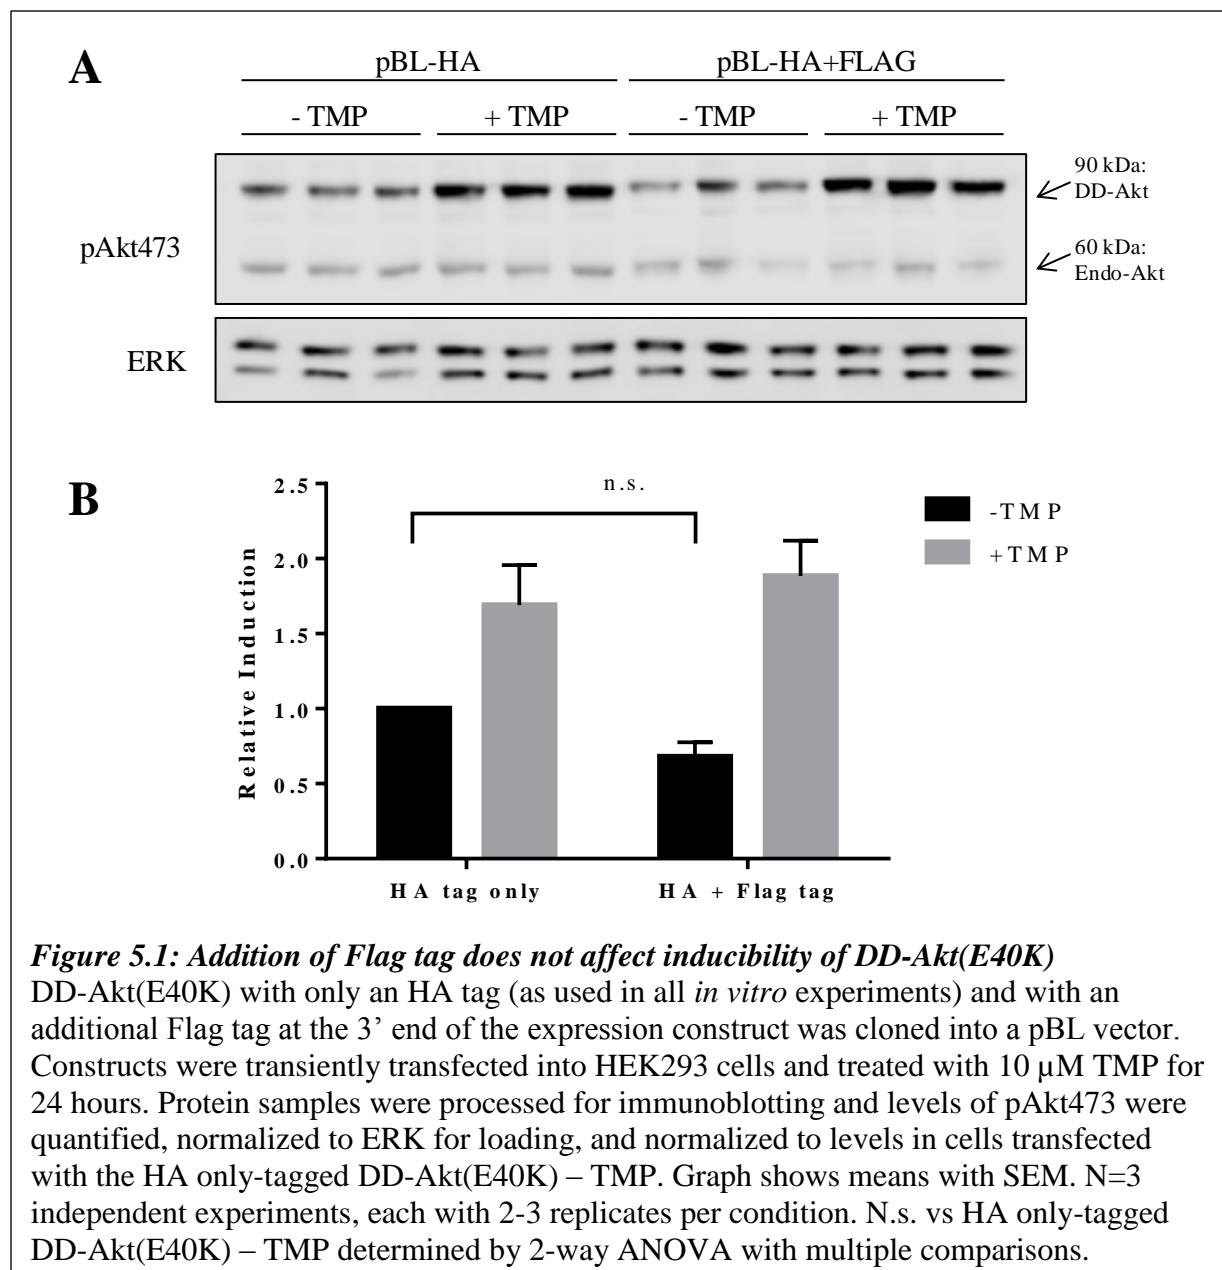 A
pBL-HA
pBL-HA+FLAG
- TMP
+ TMP
- TMP
+ TMP
90 kDa:
DD-Akt
pAkt473
60 kDa:
Endo-Akt
ERK
B
n.s.
-TMP
+TMP
2.5
2.0
1.5
1.0
0.5
0.0
Relative Induction
HA tag only
HA + Flag tag
Figure 5.1: Addition of Flag tag does not affect inducibility of DD-Akt(E40K)
DD-Akt(E40K) with only an HA tag (as used in all in vitro experiments) and with an
additional Flag tag at the 3’ end of the expression construct was cloned into a pBL vector.
Constructs were transiently transfected into HEK293 cells and treated with 10 µM TMP for
24 hours. Protein samples were processed for immunoblotting and levels of pAkt473 were
quantified, normalized to ERK for loading, and normalized to levels in cells transfected
with the HA only-tagged DD-Akt(E40K) – TMP. Graph shows means with SEM. N=3
independent experiments, each with 2-3 replicates per condition. N.s. vs HA only-tagged
DD-Akt(E40K) – TMP determined by 2-way ANOVA with multiple comparisons.